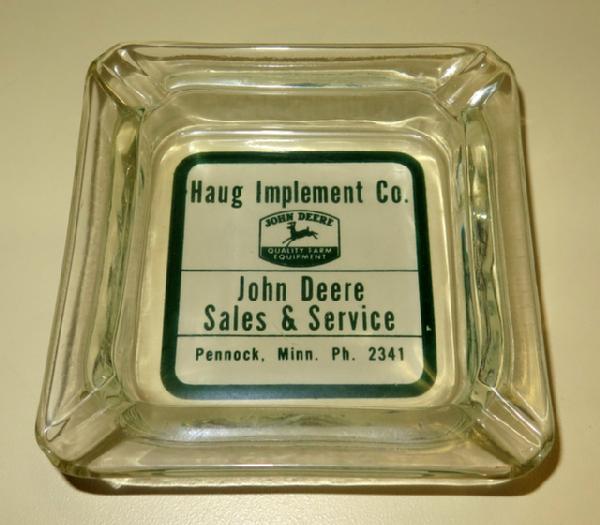 Haug Implement Co.
JOHN DEERE
QUALITY FARM
EQUIPMENT
John Deere
Sales & Service
Pennock, Minn. Ph. 2341